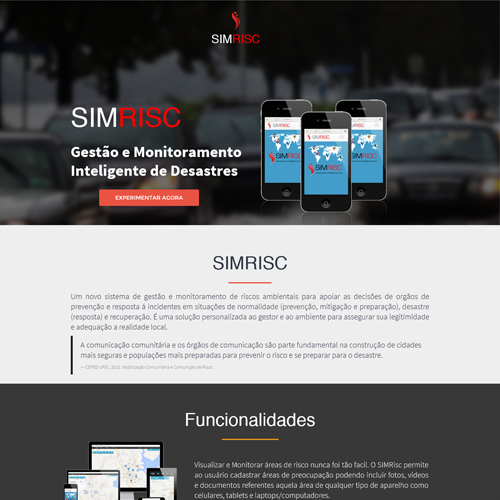 SIMRISC
SIMRISC
Gestão e Monitoramento
Inteligente de Desastres
EXPERIMENTAR AGORA
SIMRISC
SIMRISC
Um novo sistema de gestão e monitoramento de riscos ambientais para apoiar as decisões de orgãos de
prevenção e resposta á incidentes em situações de normalidade (prevenção, mitigação e preparação), desastre
(resposta) e recuperação. É uma solução personalizada ao gestor e ao ambiente para assegurar sua legitimidade
e adequação a realidade local.
A comunicação comunitária e os órgãos de comunicação são parte fundamental na construção de cidades
mais seguras e populações mais preparadas para prevenir o risco e se preparar para o desastre.
— CEPED UFSC, 2012, Mobilização Comunitária e Comunicação de Risco
Funcionalidades
Visualizar e Monitorar áreas de risco nunca foi tão facil. O SIMRisc permite
ao usuário cadastrar áreas de preocupação podendo incluir fotos, videos
e documentos referentes aquela área de qualquer tipo de aparelho como
celulares, tablets e laptops/computadores.